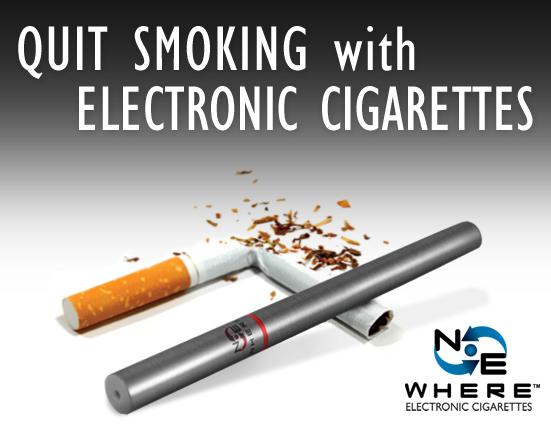 QUIT SMOKING with
ELECTRONIC CIGARETTES
N E
WHERE™
ELECTRONIC CIGARETTES